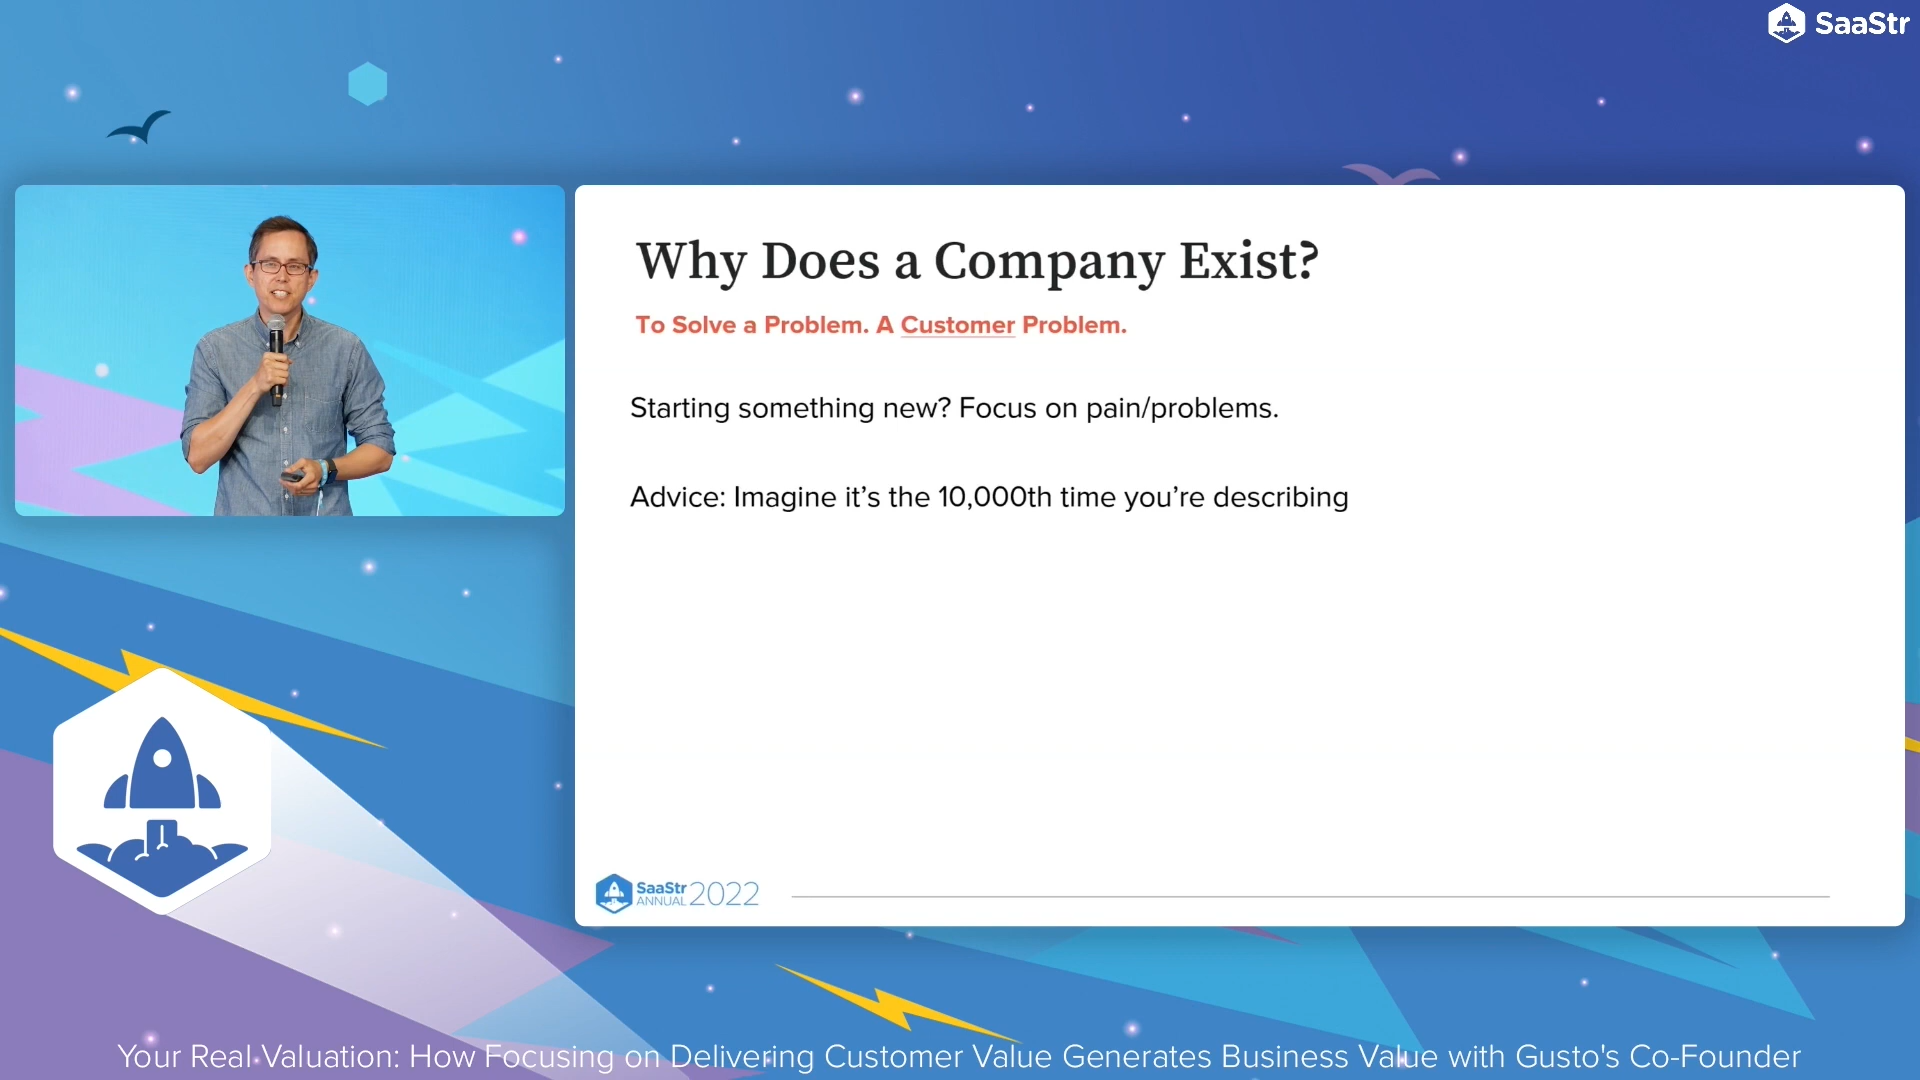 SaaStr
Why Does a Company Exist?
To Solve a Problem. A Customer Problem.
Starting something new? Focus on pain/problems.
Advice: Imagine it’s the 10,000th time you’re describing
SaaStr
ANNUAL 2022
Your Real Valuation: How Focusing on Delivering Customer Value Generates Business Value with Gusto's Co-Founder